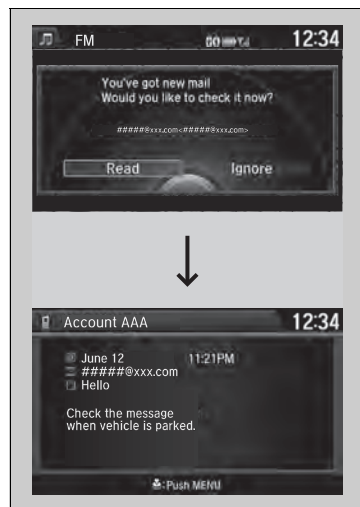 FM 12:34
You've got new mail
Would you like to check it now?
#####@xxx.com<#####@xxx.com>
Read Ignore
Account AAA 12:34
June 12 11:21PM
#####@xxx.com
Hello
Check the message
when vehicle is parked.
:Push MENU